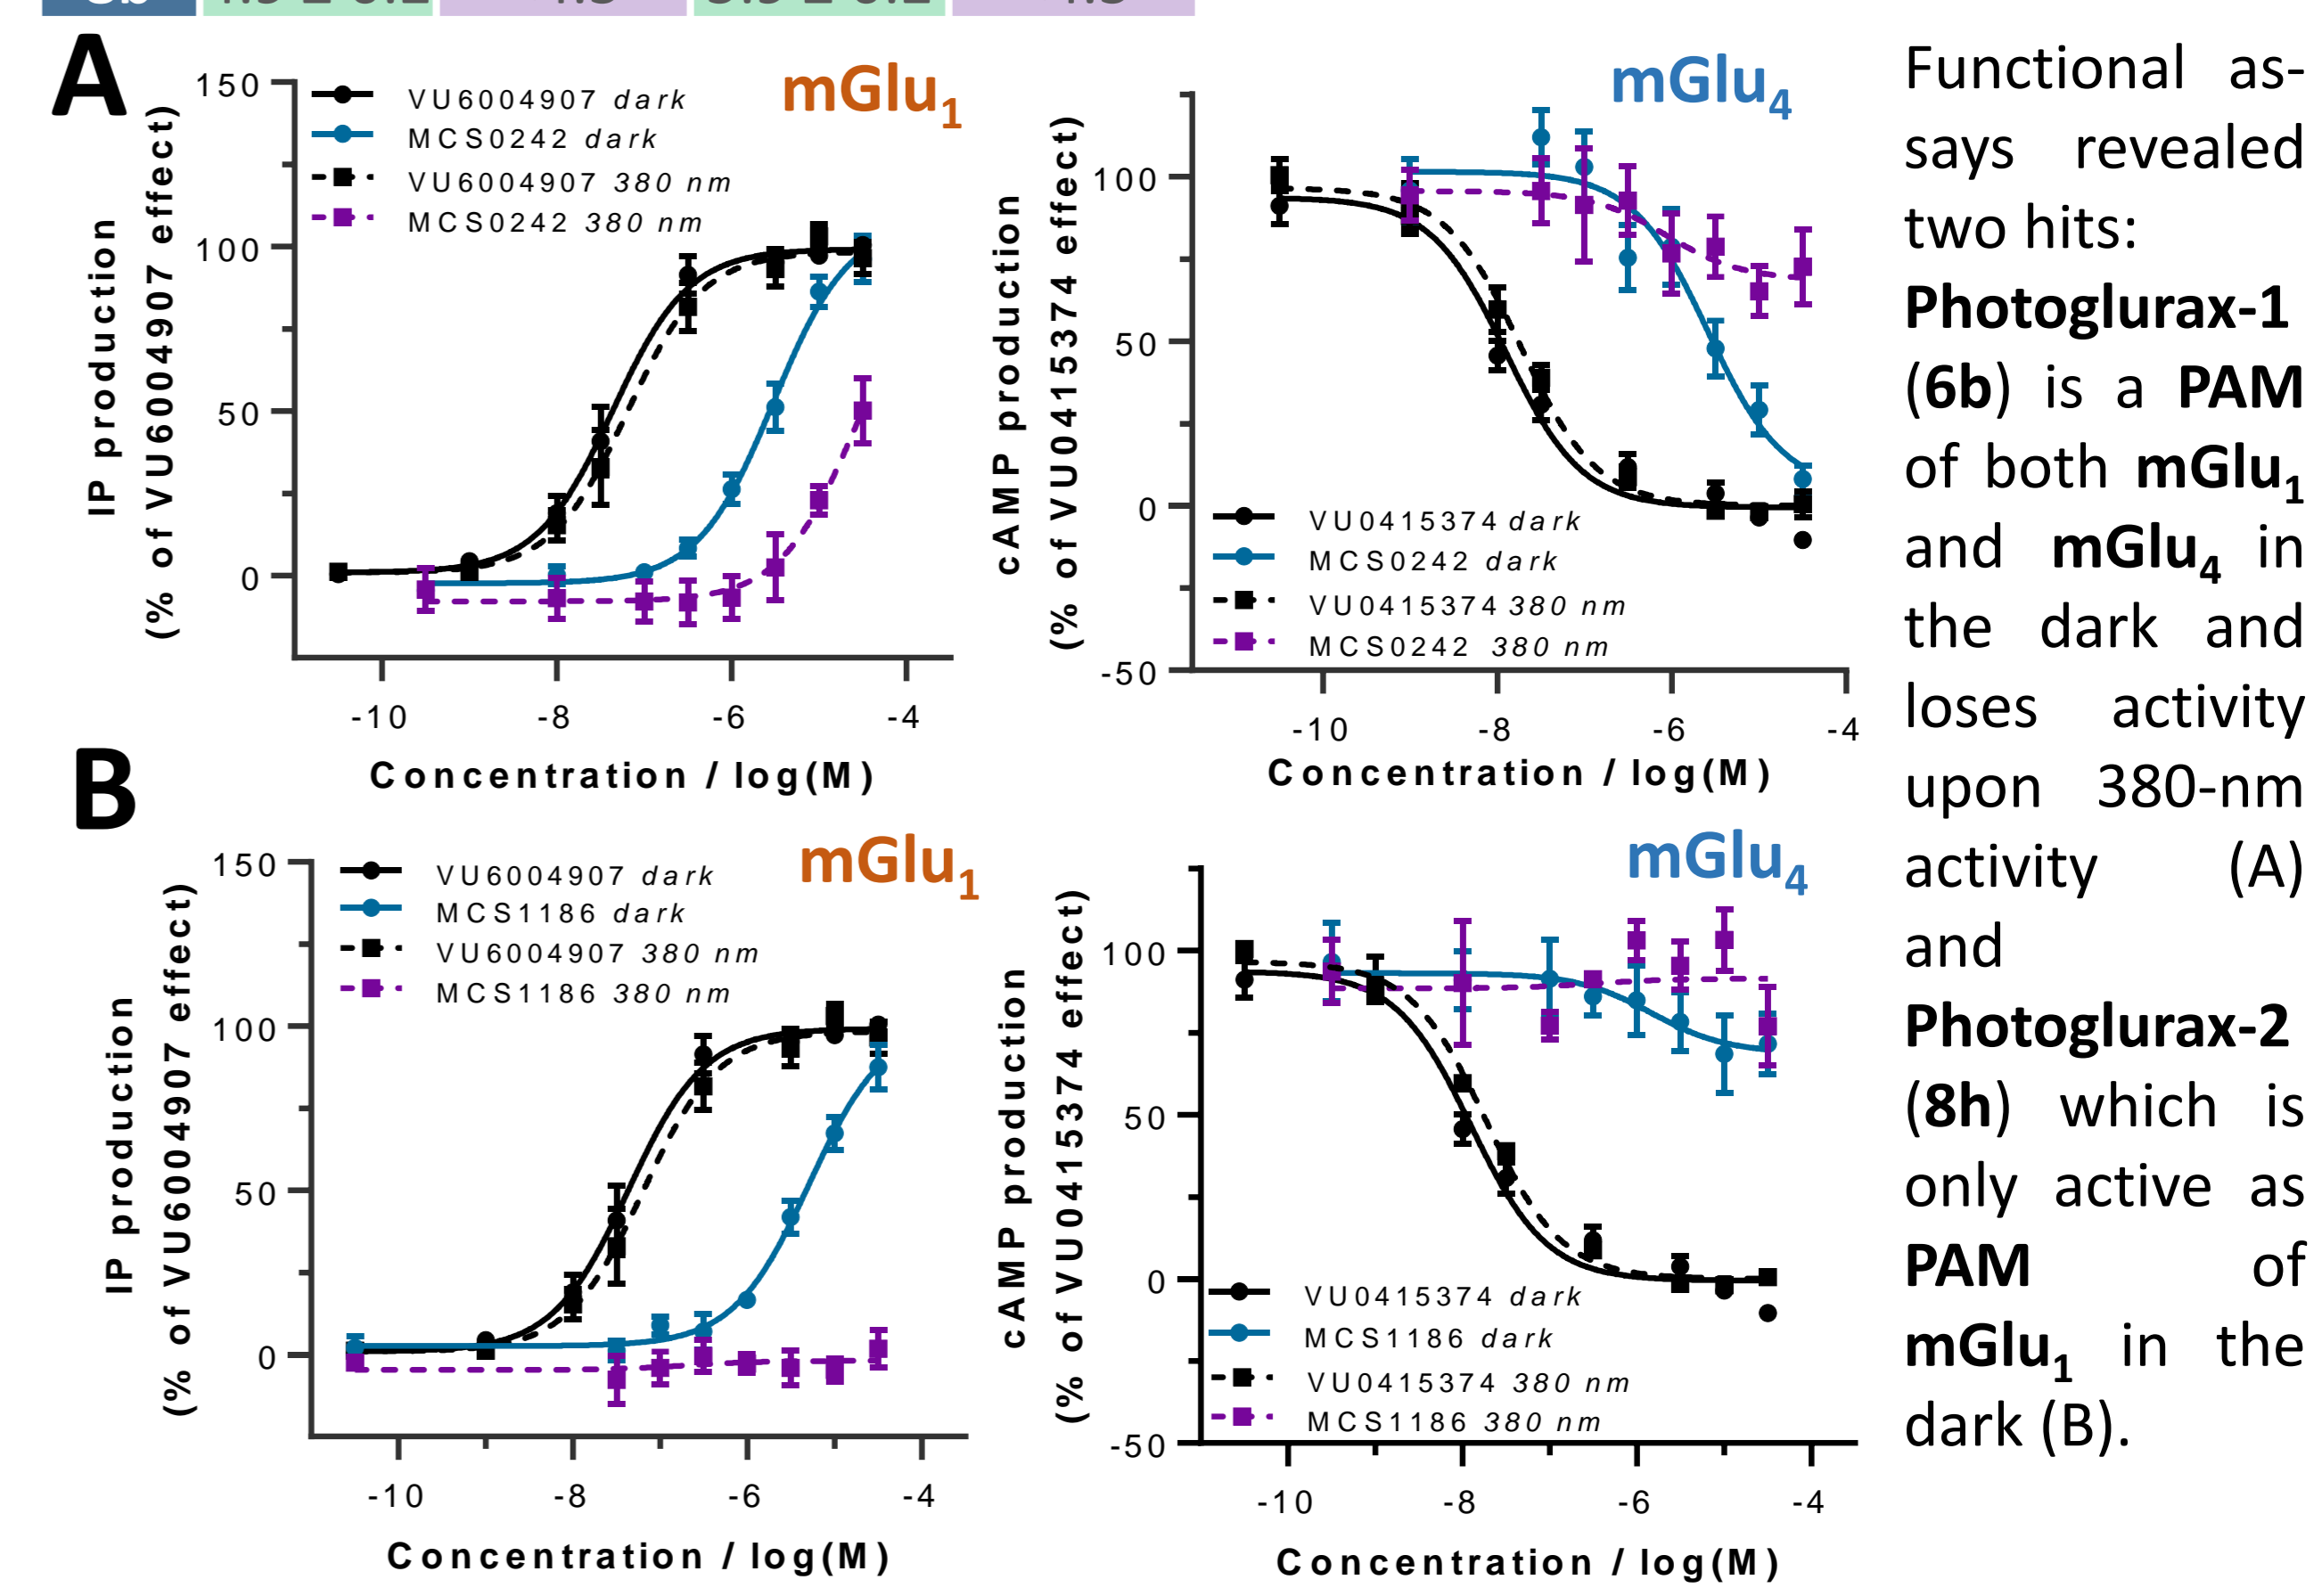 A
mGlu1
150
100
50
0
IP production
(% of VU6004907 effect)
VU6004907 dark
MCS0242 dark
VU6004907 380 nm
MCS0242 380 nm
-10 -8 -6 -4
Concentration / log(M)
mGlu4
100
50
0
-50
cAMP production
(% of VU0415374 effect)
VU0415374 dark
MCS0242 dark
VU0415374 380 nm
MCS0242 380 nm
-10 -8 -6 -4
Concentration / log(M)
B
mGlu1
150
100
50
0
IP production
(% of VU6004907 effect)
VU6004907 dark
MCS1186 dark
VU6004907 380 nm
MCS1186 380 nm
-10 -8 -6 -4
Concentration / log(M)
mGlu4
100
50
0
-50
cAMP production
(% of VU0415374 effect)
VU0415374 dark
MCS1186 dark
VU0415374 380 nm
MCS1186 380 nm
-10 -8 -6 -4
Concentration / log(M)
Functional as-
says revealed
two hits:
Photoglurax-1
(6b) is a PAM
of both mGlu1
and mGlu4 in
the dark and
loses activity
upon 380-nm
activity (A)
and
Photoglurax-2
(8h) which is
only active as
PAM of
mGlu1 in the
dark (B).